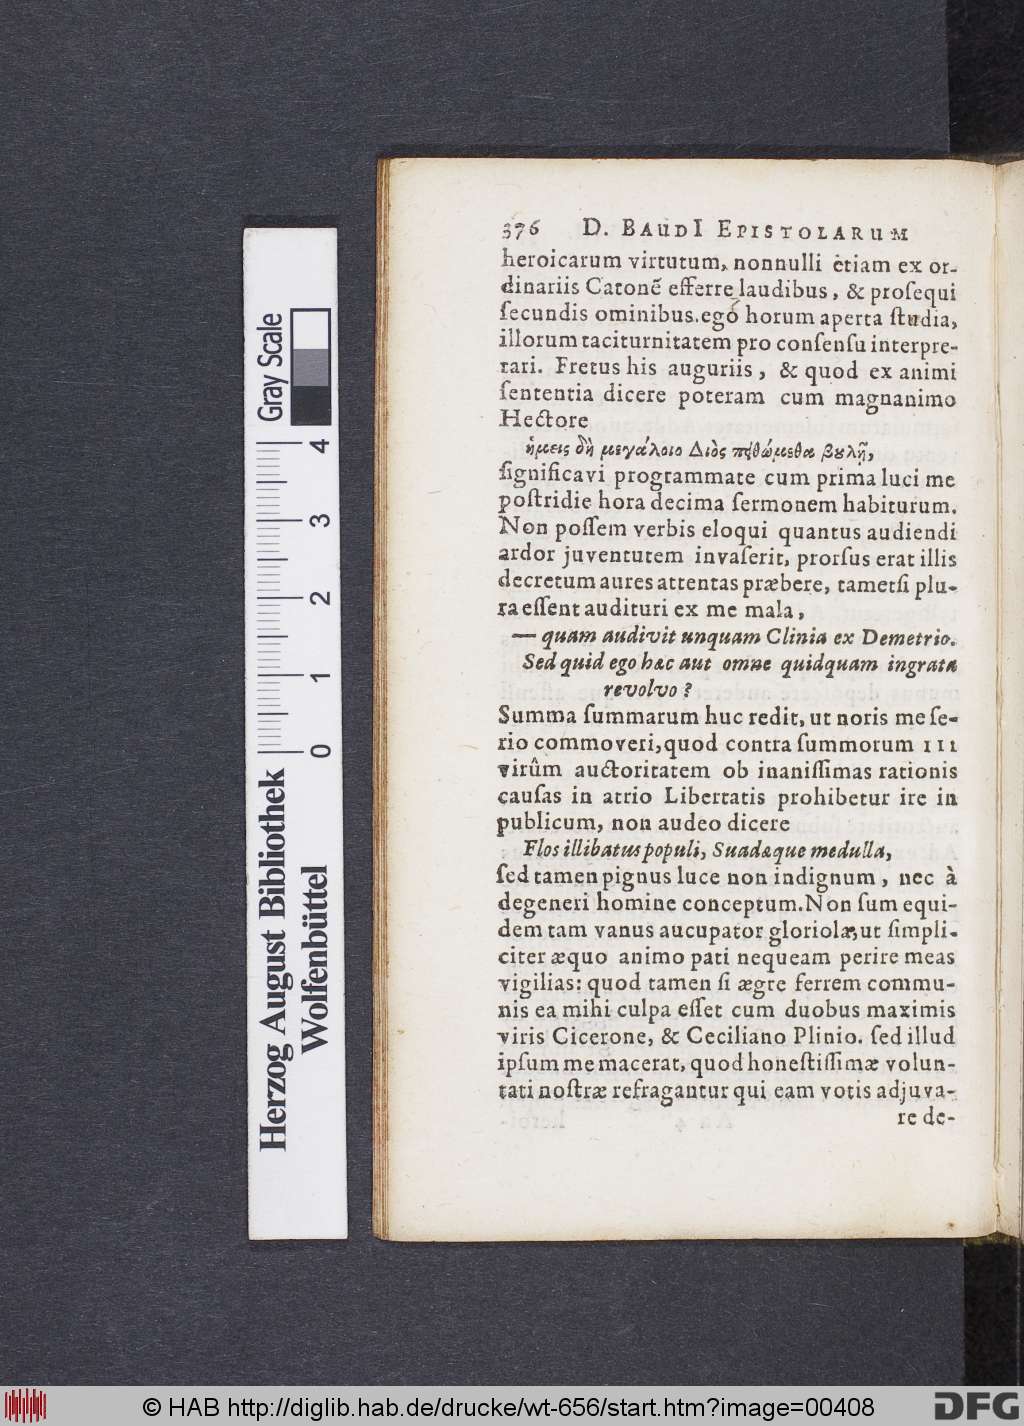 376 D. BAUDI EPISTOLARUM
heroicarum virtutum, nonnulli etiam ex or-
dinariis Catonē efferre laudibus, & proſequi
ſecundis ominibus. egó horum aperta ſtudia,
illorum taciturnitatem pro conſenſu interpre-
tari. Fretus his auguriis, & quod ex animi
ſententia dicere poteram cum magnanimo
Hectore
ἡμεις δὴ μεγάλοιο Διὸς πειθώμεθα βουλῇ,
ſignificavi programmate cum prima luci me
poſtridie hora decima ſermonem habiturum.
Non poſſem verbis eloqui quantus audiendi
ardor juventutem invaſerit, prorſus erat illis
decretum aures attentas præbere, tametſi plu-
ra eſſent audituri ex me mala,
— quam audivit unquam Clinia ex Demetrio.
Sed quid ego hæc aut omne quidquam ingrata
revolvo?
Summa ſummarum huc redit, ut noris me ſe-
rio commoveri, quod contra ſummorum III
virûm auctoritatem ob inaniſſimas rationis
cauſas in atrio Libertatis prohibetur ire in
publicum, non audeo dicere
Flos illibatus populi, Suadæque medulla,
ſed tamen pignus luce non indignum, nec à
degeneri homine conceptum. Non ſum equi-
dem tam vanus aucupator gloriolæ, ut ſimpli-
citer æquo animo pati nequeam perire meas
vigilias: quod tamen ſi ægre ferrem commu-
nis ea mihi culpa eſſet cum duobus maximis
viris Cicerone, & Ceciliano Plinio. ſed illud
ipſum me macerat, quod honeſtiſſimæ volun-
tati noſtræ refragantur qui eam votis adjuva-
re de-
Gray Scale
4
3
2
1
0
Herzog August Bibliothek
Wolfenbüttel
© HAB http://diglib.hab.de/drucke/wt-656/start.htm?image=00408
DFG